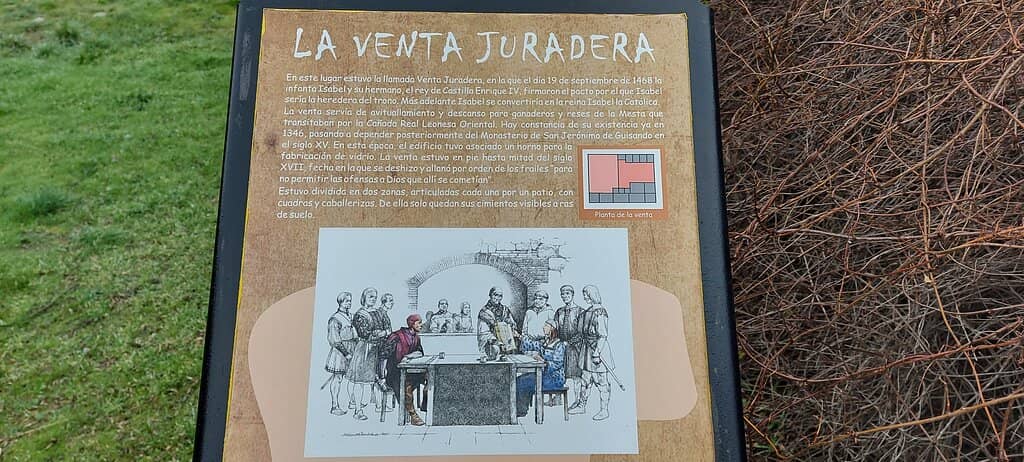 LA VENTA JURADERA
En este lugar estuvo la llamada Venta Juradera, en la que el día 19 de septiembre de 1468 la
infanta Isabel y su hermano, el rey de Castilla Enrique IV, firmaron el pacto por el que Isabel
sería la heredera del trono. Más adelante Isabel se convertiría en la reina Isabel la Católica.
La venta servía de avituallamiento y descanso para ganaderos y reses de la Mesta que
transitaban por la Cañada Real Leonesa Oriental. Hay constancia de su existencia ya en
1346, pasando a depender posteriormente del Monasterio de San Jerónimo de Guisando en
el siglo XV. En esta época, el edificio tuvo asociado un horno para la
fabricación de vidrio. La venta estuvo en pie hasta mitad del siglo
XVII, fecha en la que se deshizo y allanó por orden de los frailes "para
no permitir las ofensas a Dios que allí se cometían".
Estuvo dividida en dos zonas, articuladas cada una por un patio, con
cuadras y caballerizas. De ella solo quedan sus cimientos visibles a ras
de suelo.
Planta de la venta